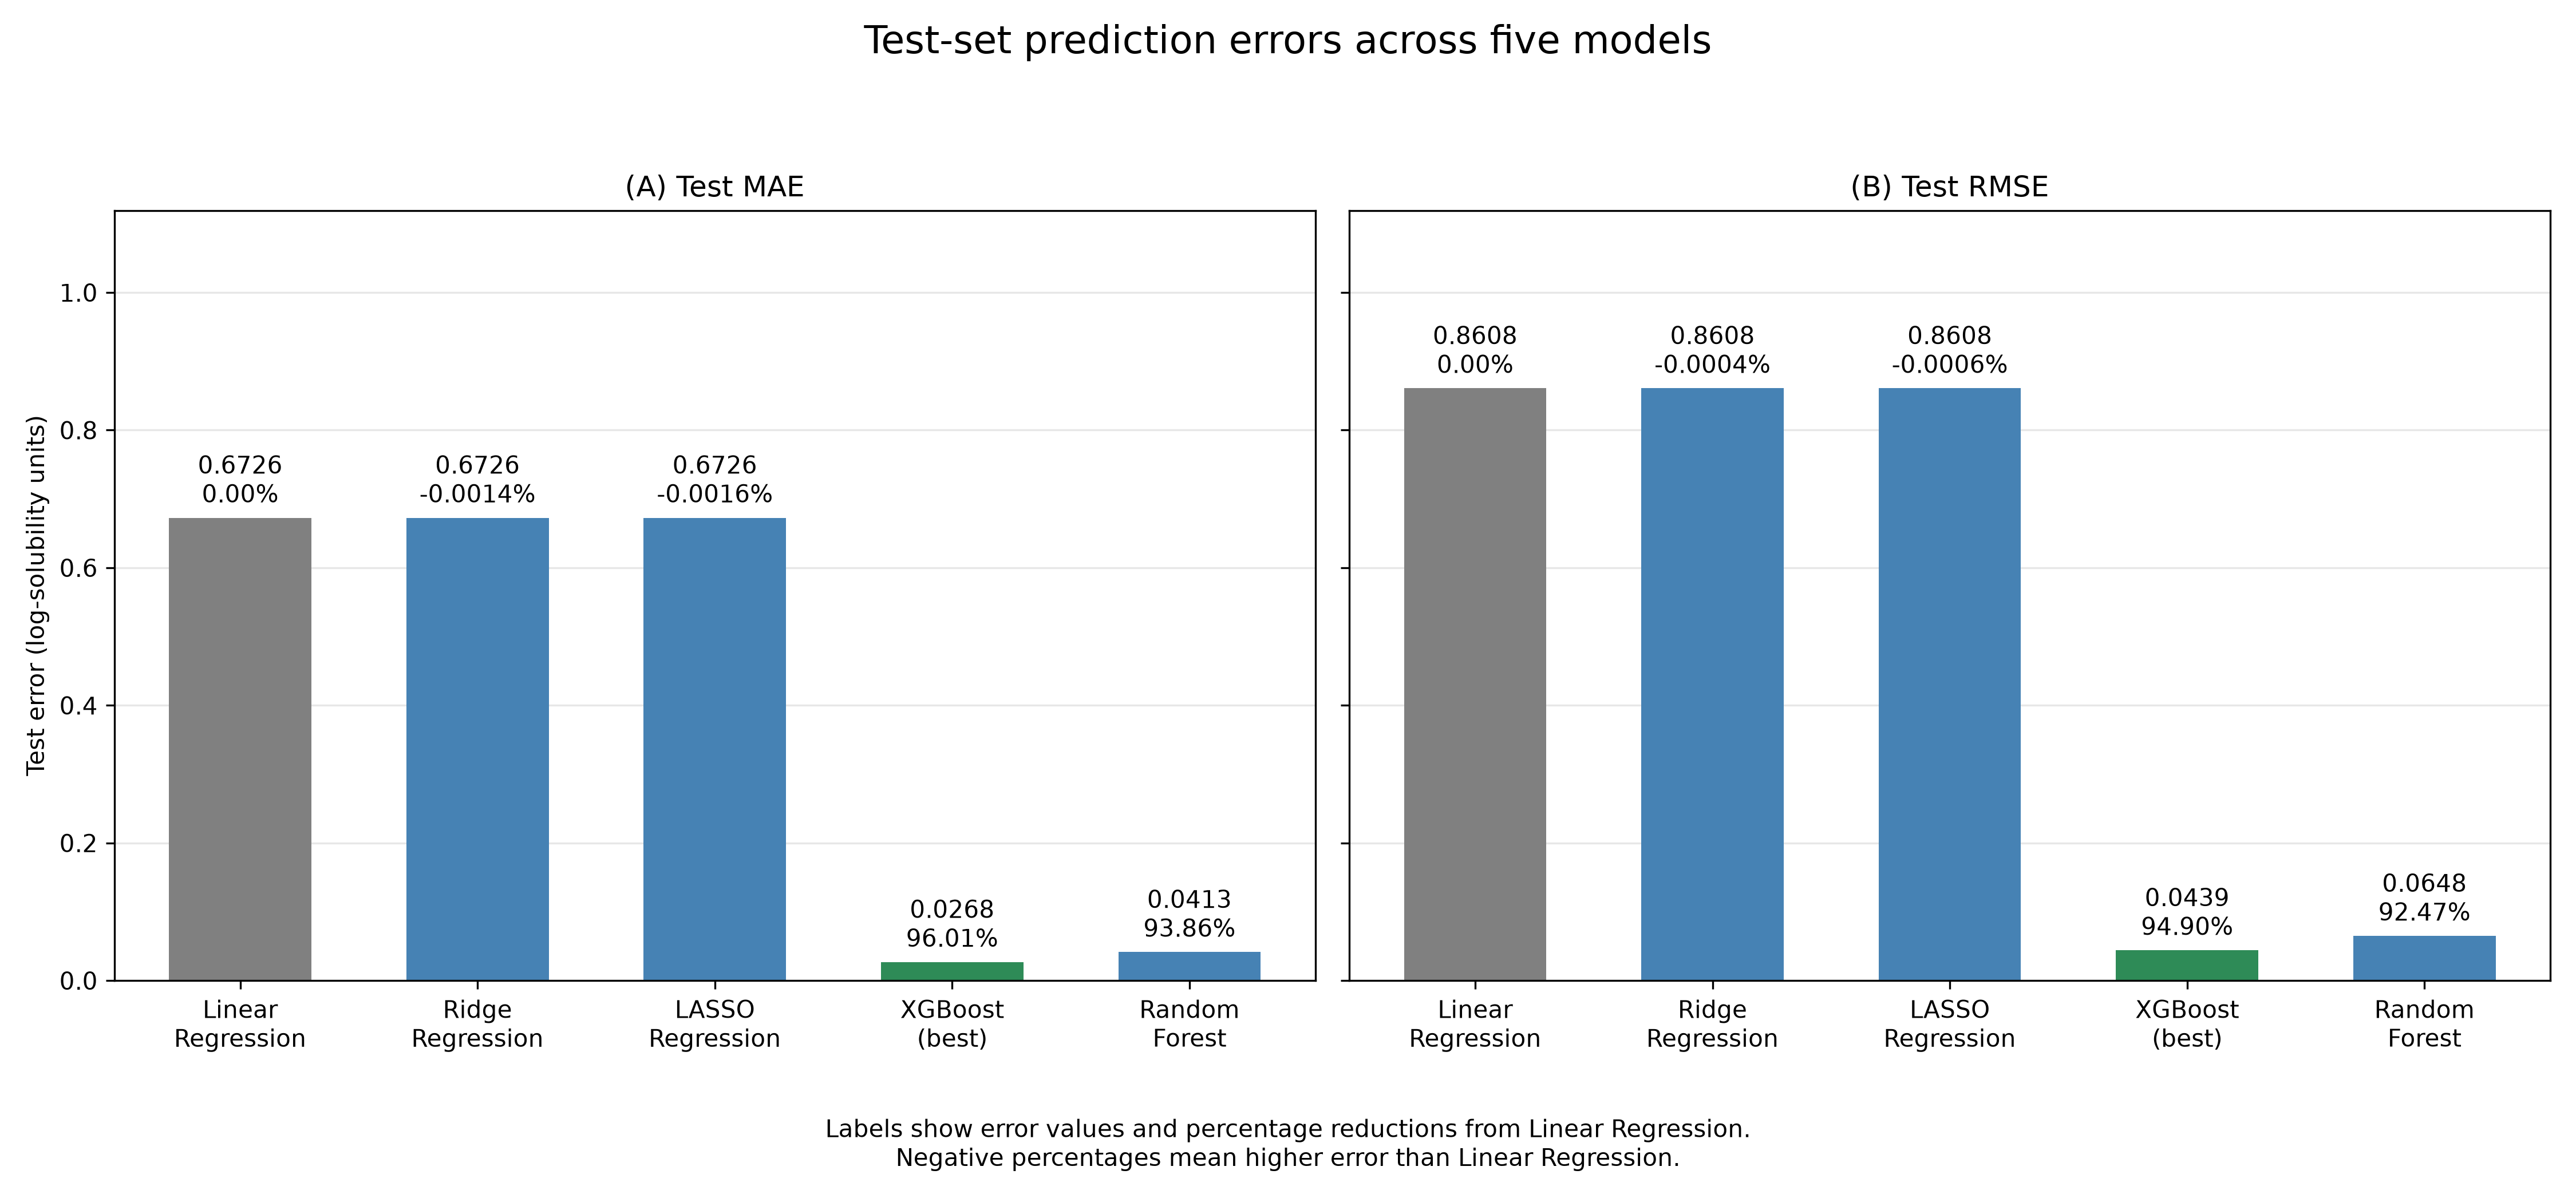 Test-set prediction errors across five models
(A) Test MAE
Test error (log-solubility units)
1.0
0.8
0.6
0.4
0.2
0.0
0.6726
0.00%
0.6726
-0.0014%
0.6726
-0.0016%
0.0268
96.01%
0.0413
93.86%
Linear
Regression
Ridge
Regression
LASSO
Regression
XGBoost
(best)
Random
Forest
(B) Test RMSE
0.8608
0.00%
0.8608
-0.0004%
0.8608
-0.0006%
0.0439
94.90%
0.0648
92.47%
Linear
Regression
Ridge
Regression
LASSO
Regression
XGBoost
(best)
Random
Forest
Labels show error values and percentage reductions from Linear Regression.
Negative percentages mean higher error than Linear Regression.